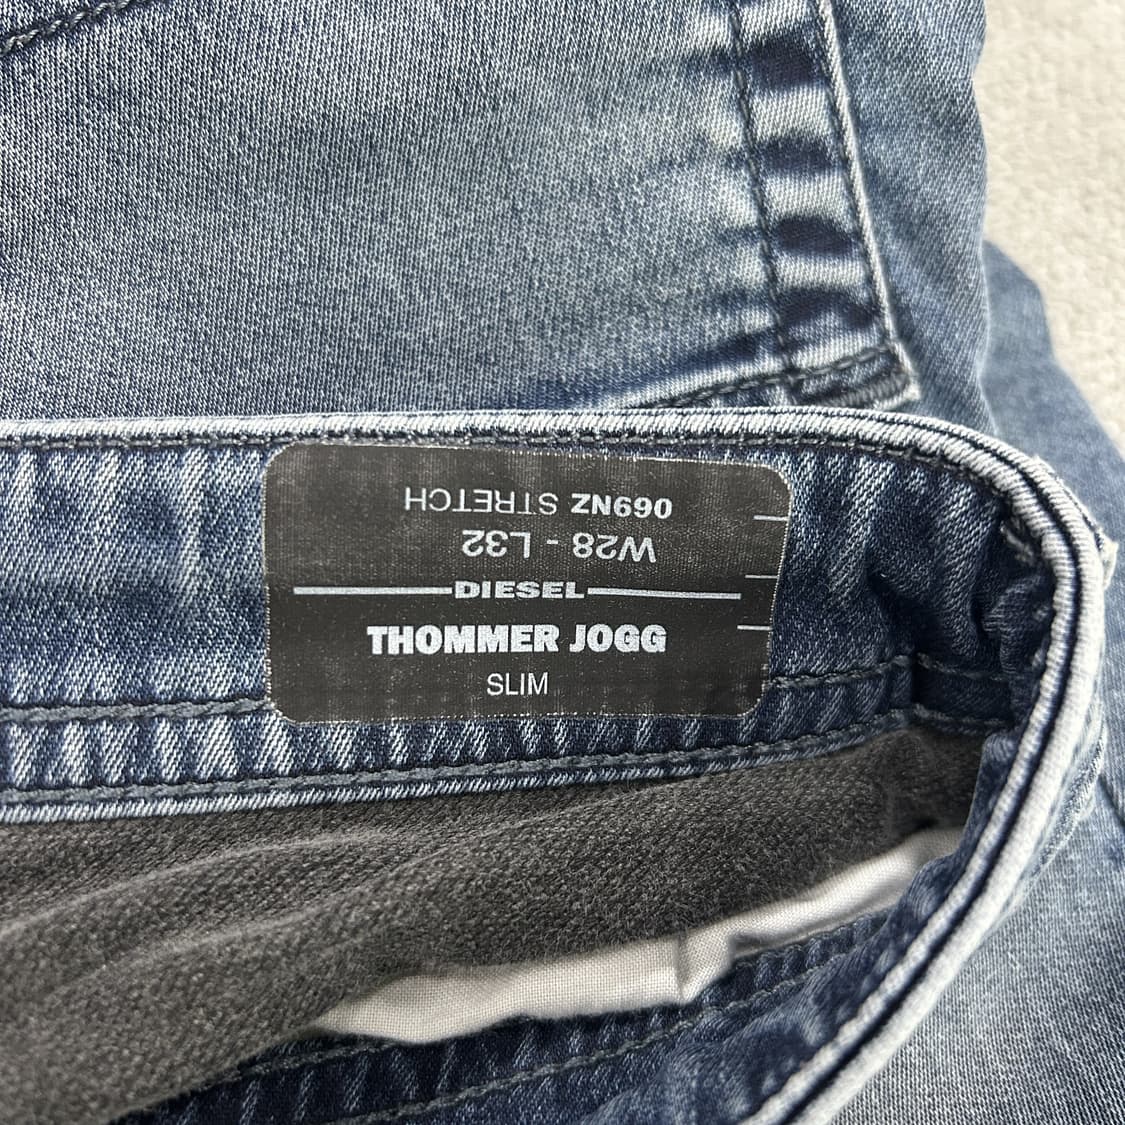 069NZ STRETCH
W28 - L32
DIESEL
THOMMER JOGG
SLIM